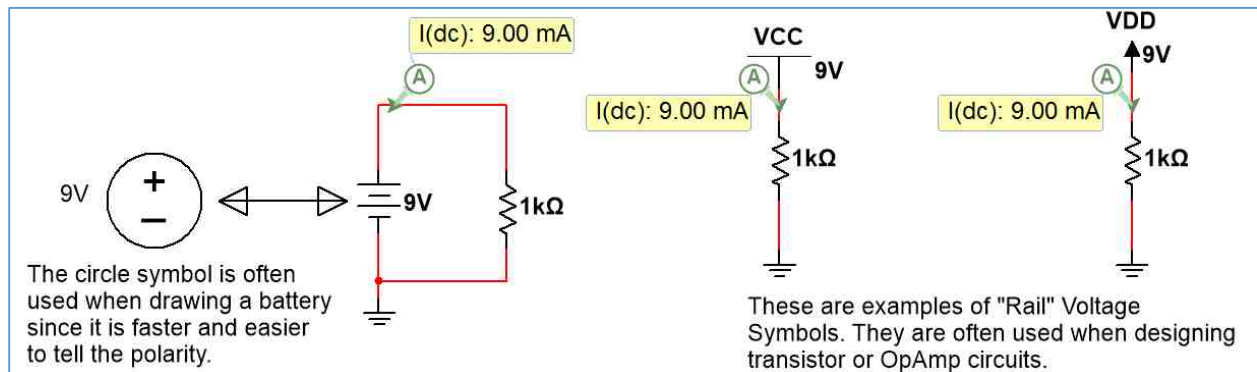 I(dc): 9.00 mA
A
9V
+
−
9V
1kΩ
The circle symbol is often
used when drawing a battery
since it is faster and easier
to tell the polarity.
VCC
9V
A
I(dc): 9.00 mA
1kΩ
VDD
9V
A
I(dc): 9.00 mA
1kΩ
These are examples of "Rail" Voltage
Symbols. They are often used when designing
transistor or OpAmp circuits.